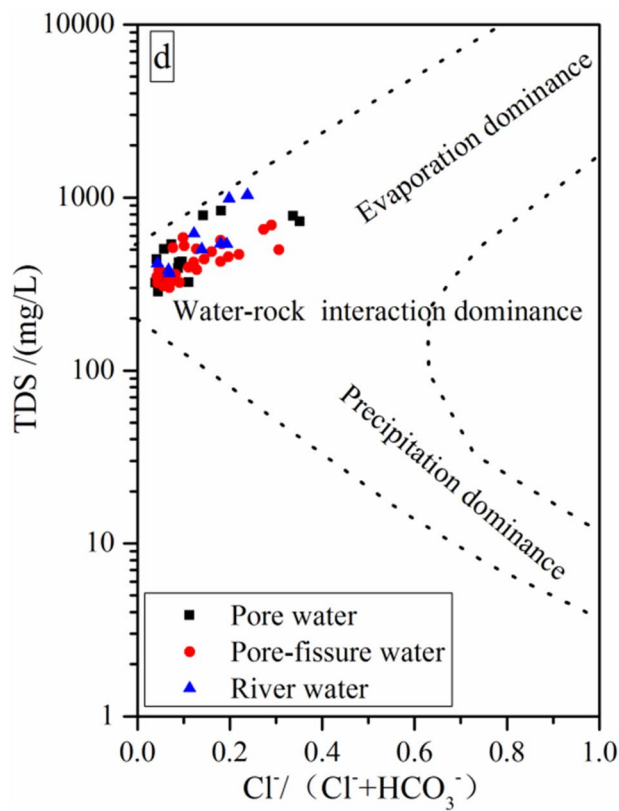 d
10000
1000
100
10
1
TDS /(mg/L)
Evaporation dominance
Water-rock interaction dominance
Precipitation dominance
Pore water
Pore-fissure water
River water
0.0 0.2 0.4 0.6 0.8 1.0
Cl⁻/（Cl⁻+HCO₃⁻）